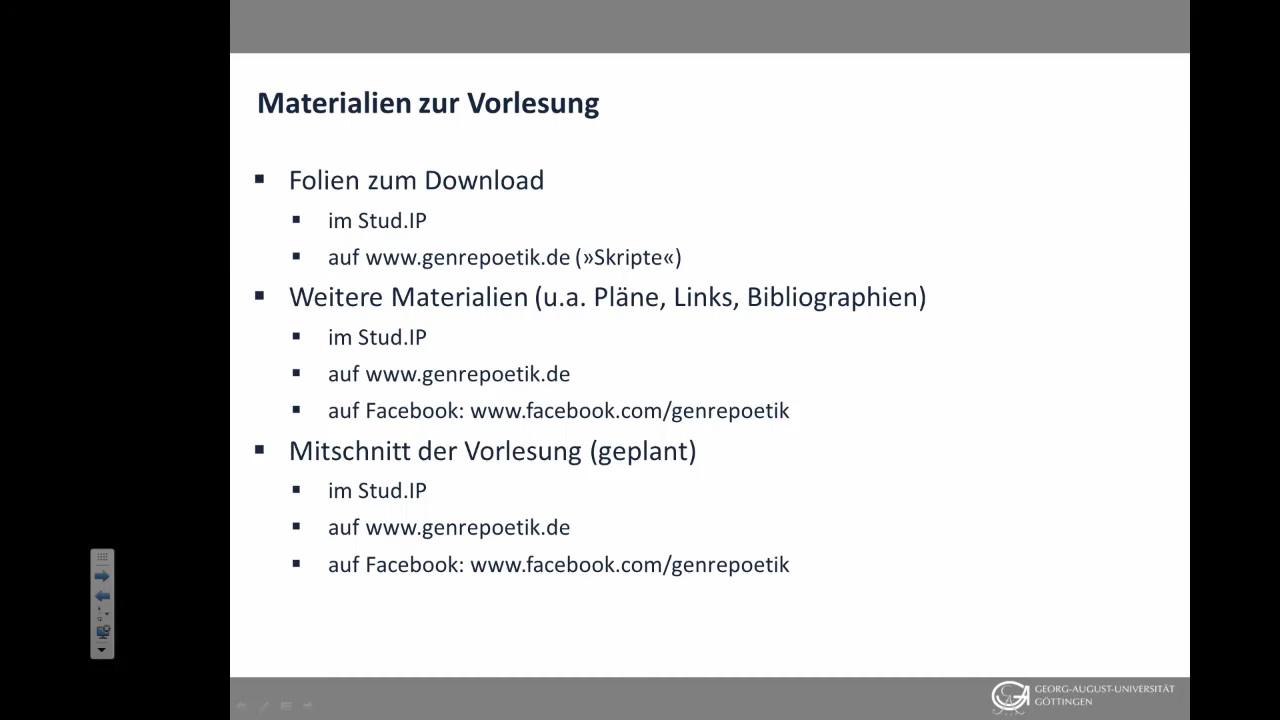 Materialien zur Vorlesung
Folien zum Download
im Stud.IP
auf www.genrepoetik.de (»Skripte«)
Weitere Materialien (u.a. Pläne, Links, Bibliographien)
im Stud.IP
auf www.genrepoetik.de
auf Facebook: www.facebook.com/genrepoetik
Mitschnitt der Vorlesung (geplant)
im Stud.IP
auf www.genrepoetik.de
auf Facebook: www.facebook.com/genrepoetik
GEORG-AUGUST-UNIVERSITÄT
GÖTTINGEN